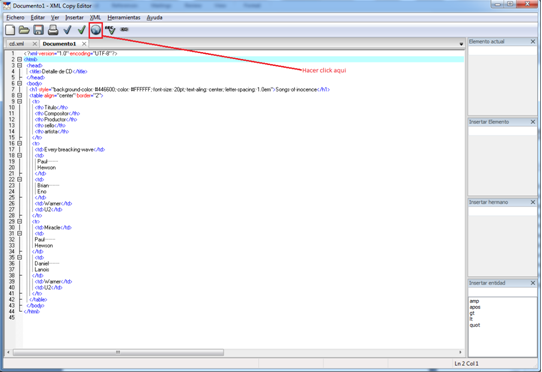 Documento1 - XML Copy Editor
Fichero Editar Ver Insertar XML Herramientas Ayuda
Hacer click aqui
cd.xml Documento1
1 <?xml version="1.0" encoding="UTF-8"?>
2 <html>
3 <head>
4 <title>Detalle de CD</title>
5 </head>
6 <body>
7 <h1 style="background-color: #446600; color: #FFFFFF; font-size: 20pt; text-aling: center; letter-spacing: 1.0em"> Songs of inocence</h1>
8 <table align="center" border="2">
9 <tr>
10 <th>Titulo</th>
11 <th>Compositor</th>
12 <th>Productor</th>
13 <th>sello</th>
14 <th>artista</th>
15 </tr>
16 <tr>
17 <td>Every breacking wave</td>
18 <td>
19 Paul
20 Hewson
21 </td>
22 <td>
23 Brian
24 Eno
25 </td>
26 <td>Warner</td>
27 <td>U2</td>
28 </tr>
29 <tr>
30 <td>Miracle</td>
31 <td>
32 Paul
33 Hewson
34 </td>
35 <td>
36 Daniel
37 Lanois
38 </td>
39 <td>Warner</td>
40 <td>U2</td>
41 </tr>
42 </table>
43 </body>
44 </html>
45
Elemento actual
Insertar Elemento
Insertar hermano
Insertar entidad
amp
apos
gt
lt
quot
Ln 2 Col 1